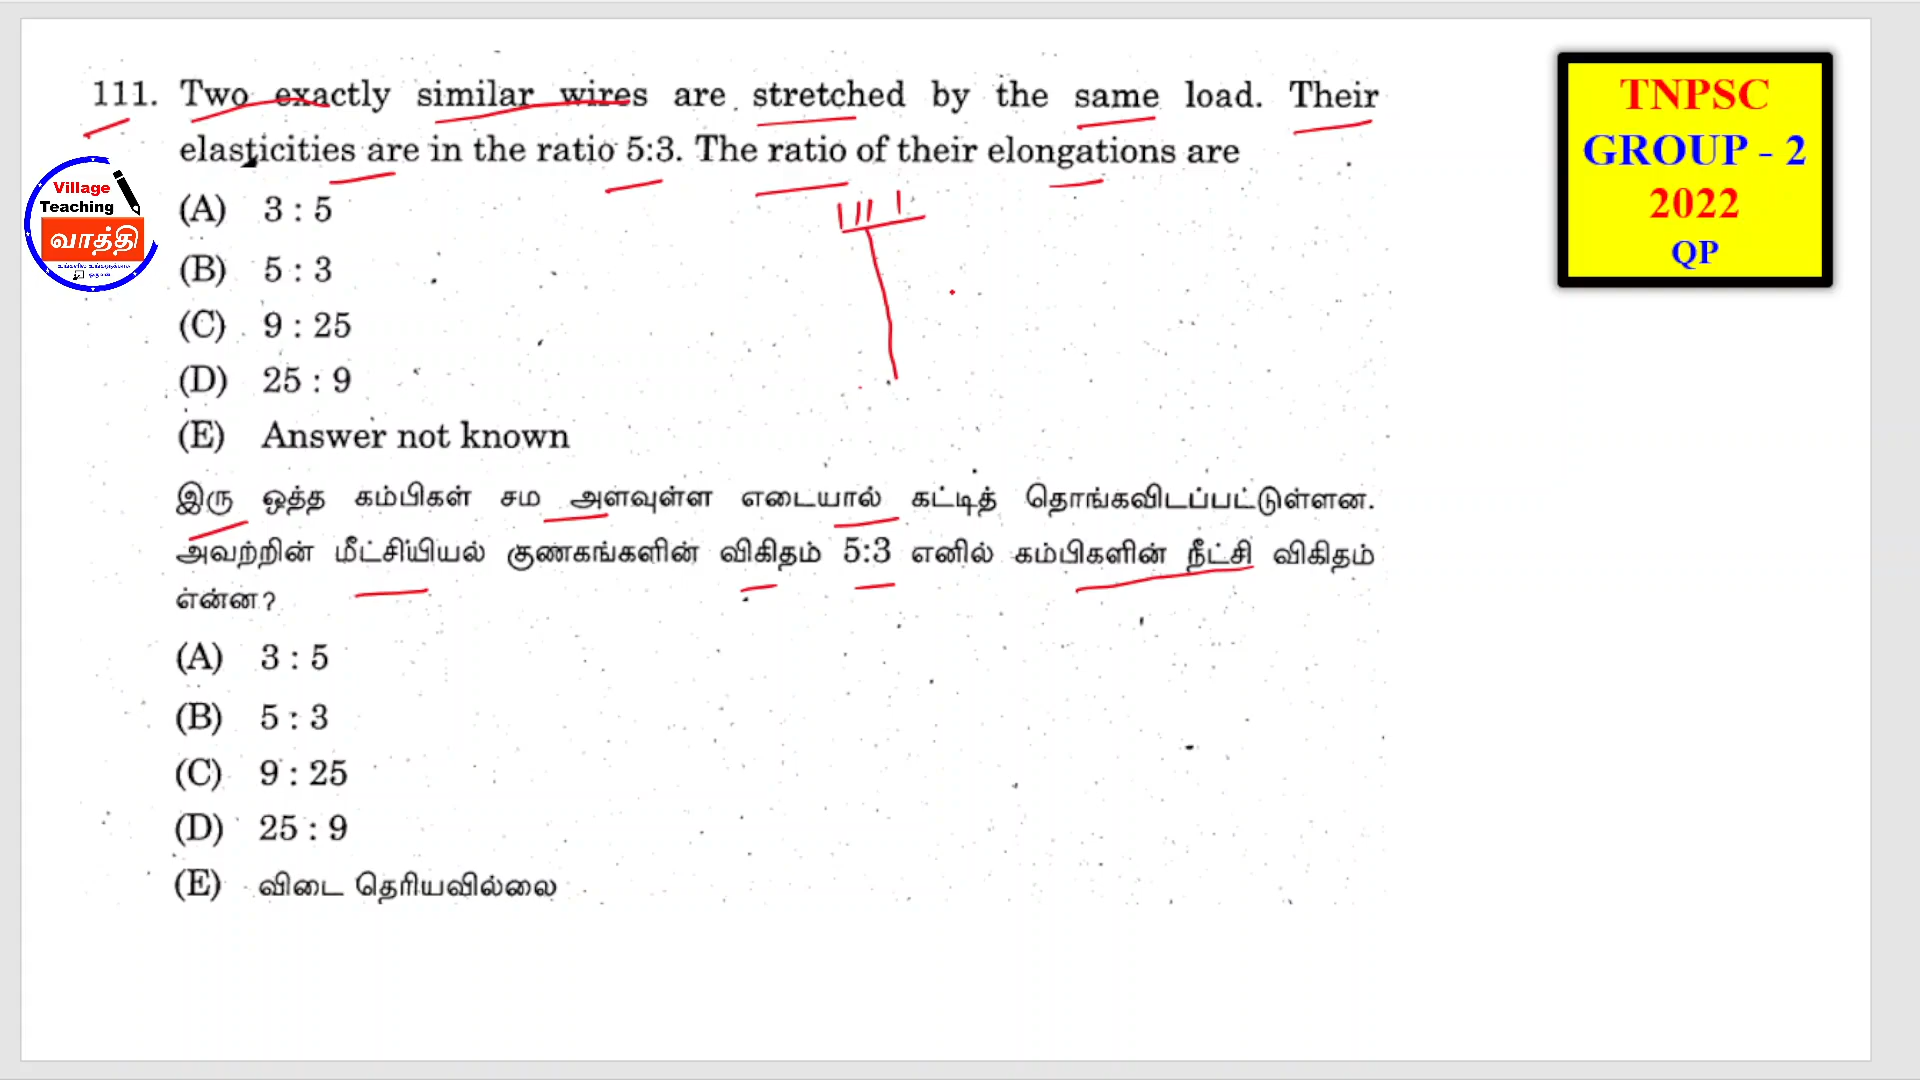 111. Two exactly similar wires are stretched by the same load. Their
elasticities are in the ratio 5:3. The ratio of their elongations are
(A) 3 : 5
(B) 5 : 3
(C) 9 : 25
(D) 25 : 9
(E) Answer not known
இரு ஒத்த கம்பிகள் சம அளவுள்ள எடையால் கட்டித் தொங்கவிடப்பட்டுள்ளன.
அவற்றின் மீட்சியியல் குணகங்களின் விகிதம் 5:3 எனில் கம்பிகளின் நீட்சி விகிதம்
என்ன?
(A) 3 : 5
(B) 5 : 3
(C) 9 : 25
(D) 25 : 9
(E) விடை தெரியவில்லை
Village
Teaching
வாத்தி
TNPSC
GROUP - 2
2022
QP